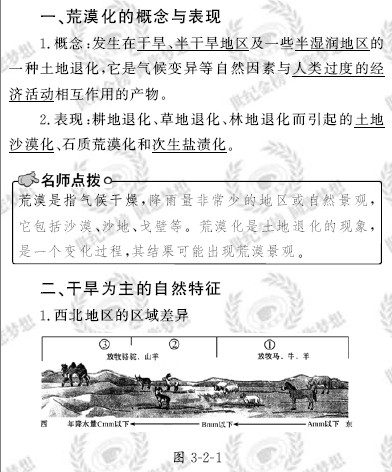 一、荒漠化的概念与表现
1.概念:发生在干旱、半干旱地区及一些半湿润地区的
一种土地退化,它是气候变异等自然因素与人类过度的经
济活动相互作用的产物。
2.表现:耕地退化、草地退化、林地退化而引起的土地
沙漠化、石质荒漠化和次生盐渍化。
名师点拨
荒漠是指气候干燥,降雨量非常少的地区或自然景观,
它包括沙漠、沙地、戈壁等。荒漠化是土地退化的现象,
是一个变化过程,其结果可能出现荒漠景观。
二、干旱为主的自然特征
1.西北地区的区域差异
③ ② ①
放牧骆驼、山羊 放牧马、牛、羊
西 年降水量Cmm以下 Bmm以下 Amm以下 东
图 3-2-1